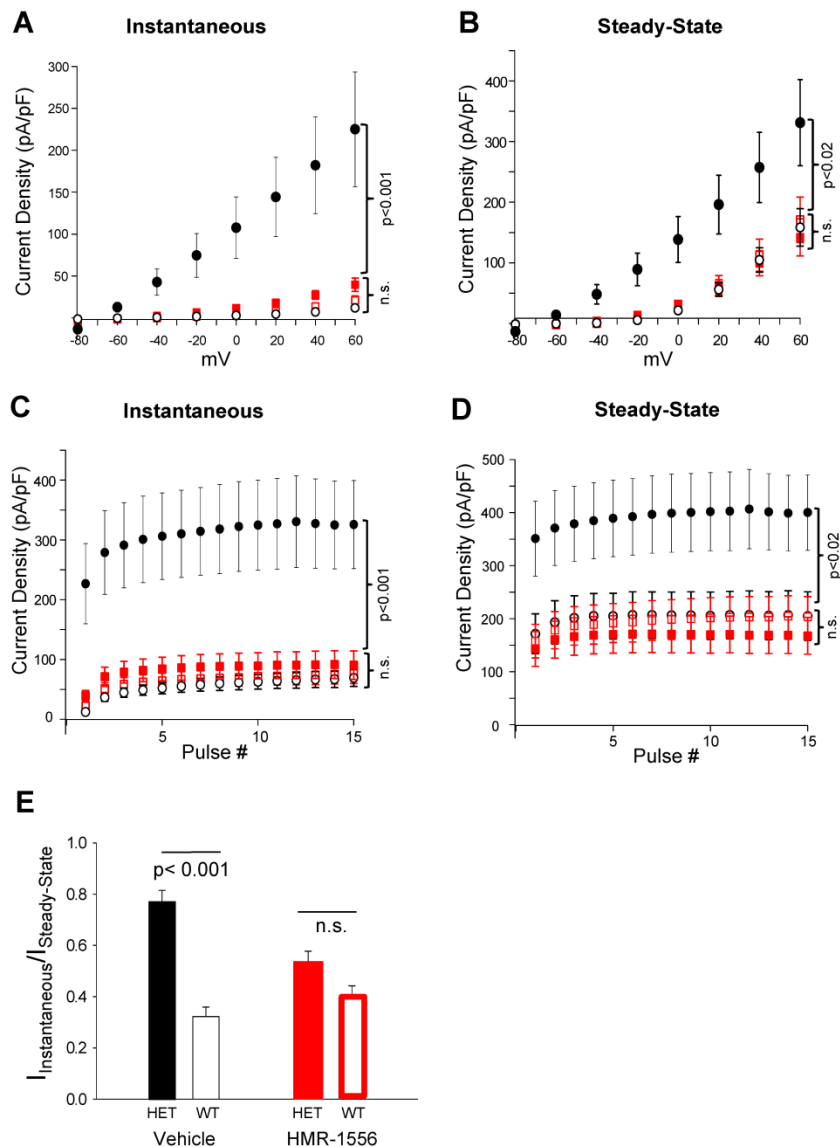 A
Instantaneous
Current Density (pA/pF)
300
250
200
150
100
50
-80
-60
-40
-20
0
20
40
60
mV
p<0.001
n.s.
B
Steady-State
Current Density (pA/pF)
400
300
200
100
-80
-60
-40
-20
0
20
40
60
mV
p<0.02
n.s.
C
Instantaneous
Current Density (pA/pF)
400
300
200
100
0
5
10
15
Pulse #
p<0.001
n.s.
D
Steady-State
Current Density (pA/pF)
500
400
300
200
100
0
5
10
15
Pulse #
p<0.02
n.s.
E
IInstantaneous/ISteady-State
1.0
0.8
0.6
0.4
0.2
0.0
p< 0.001
n.s.
HET
WT
HET
WT
Vehicle
HMR-1556